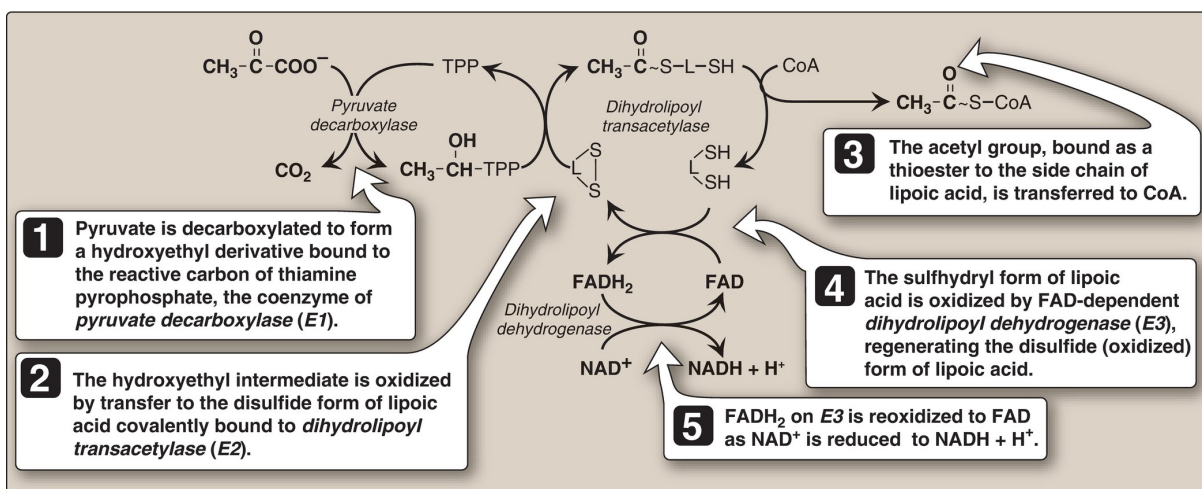 O
CH₃-C-COO⁻
TPP
O
CH₃-C~S-L-SH
CoA
O
CH₃-C~S-CoA
Pyruvate
decarboxylase
Dihydrolipoyl
transacetylase
CO₂
OH
CH₃-CH-TPP
S
L
S
SH
L
SH
1
Pyruvate is decarboxylated to form
a hydroxyethyl derivative bound to
the reactive carbon of thiamine
pyrophosphate, the coenzyme of
pyruvate decarboxylase (E1).
2
The hydroxyethyl intermediate is oxidized
by transfer to the disulfide form of lipoic
acid covalently bound to dihydrolipoyl
transacetylase (E2).
3
The acetyl group, bound as a
thioester to the side chain of
lipoic acid, is transferred to CoA.
FADH₂
FAD
Dihydrolipoyl
dehydrogenase
NAD⁺
NADH + H⁺
4
The sulfhydryl form of lipoic
acid is oxidized by FAD-dependent
dihydrolipoyl dehydrogenase (E3),
regenerating the disulfide (oxidized)
form of lipoic acid.
5
FADH₂ on E3 is reoxidized to FAD
as NAD⁺ is reduced to NADH + H⁺.